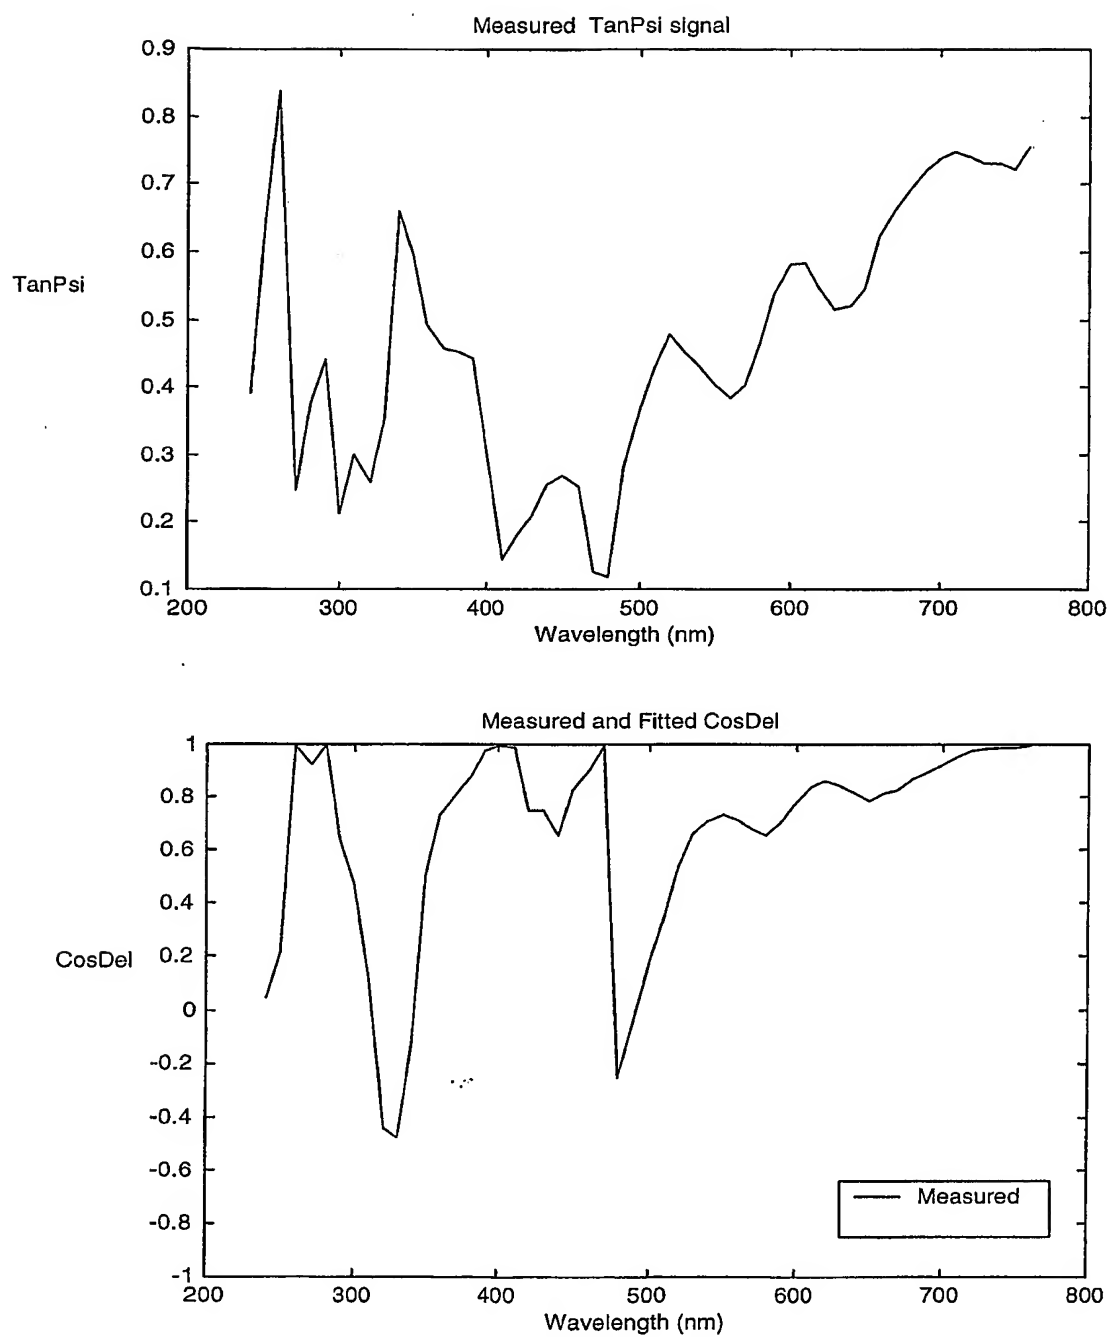 Measured TanPsi signal
0.9
0.8
0.7
0.6
TanPsi
0.5
0.4
0.3
0.2
0.1
200 300 400 500 600 700 800
Wavelength (nm)
Measured and Fitted CosDel
1
0.8
0.6
0.4
0.2
CosDel
0
-0.2
-0.4
-0.6
Measured
-0.8
-1
200 300 400 500 600 700 800
Wavelength (nm)